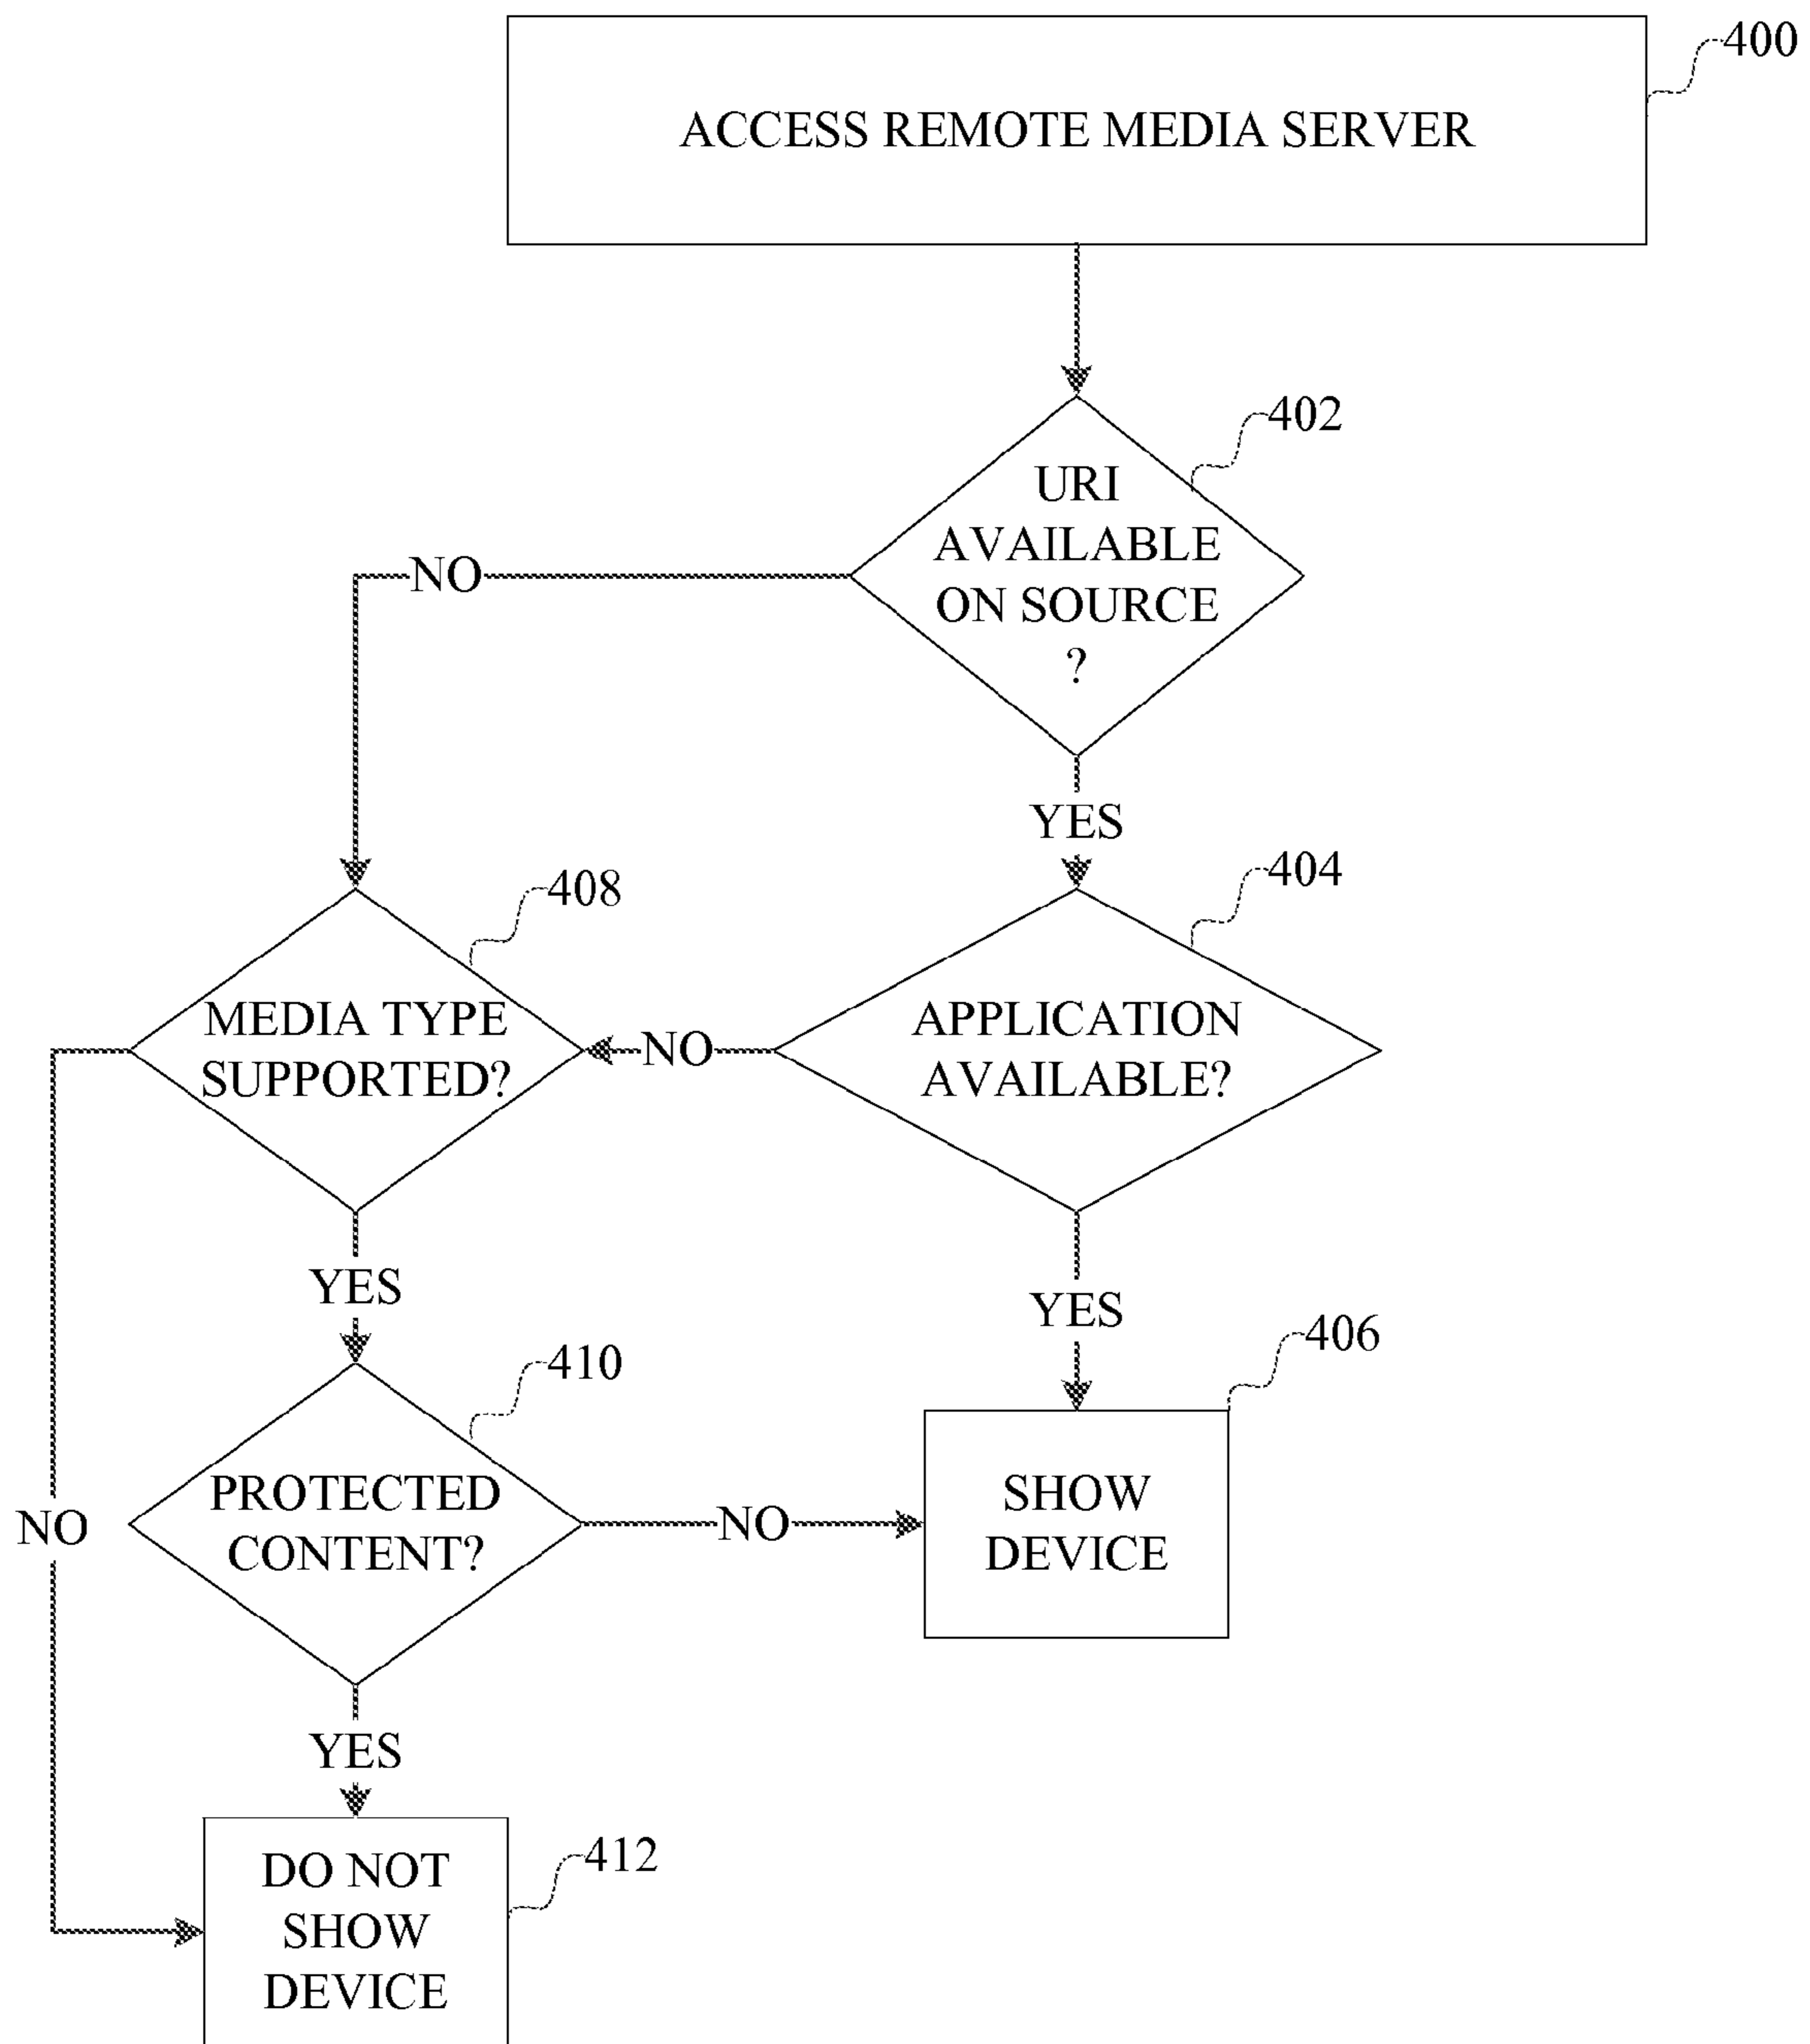 400
ACCESS REMOTE MEDIA SERVER
402
URI
AVAILABLE
ON SOURCE
?
NO
YES
404
408
APPLICATION
AVAILABLE?
MEDIA TYPE
SUPPORTED?
NO
YES
YES
406
410
SHOW
DEVICE
PROTECTED
CONTENT?
NO
NO
YES
412
DO NOT
SHOW
DEVICE